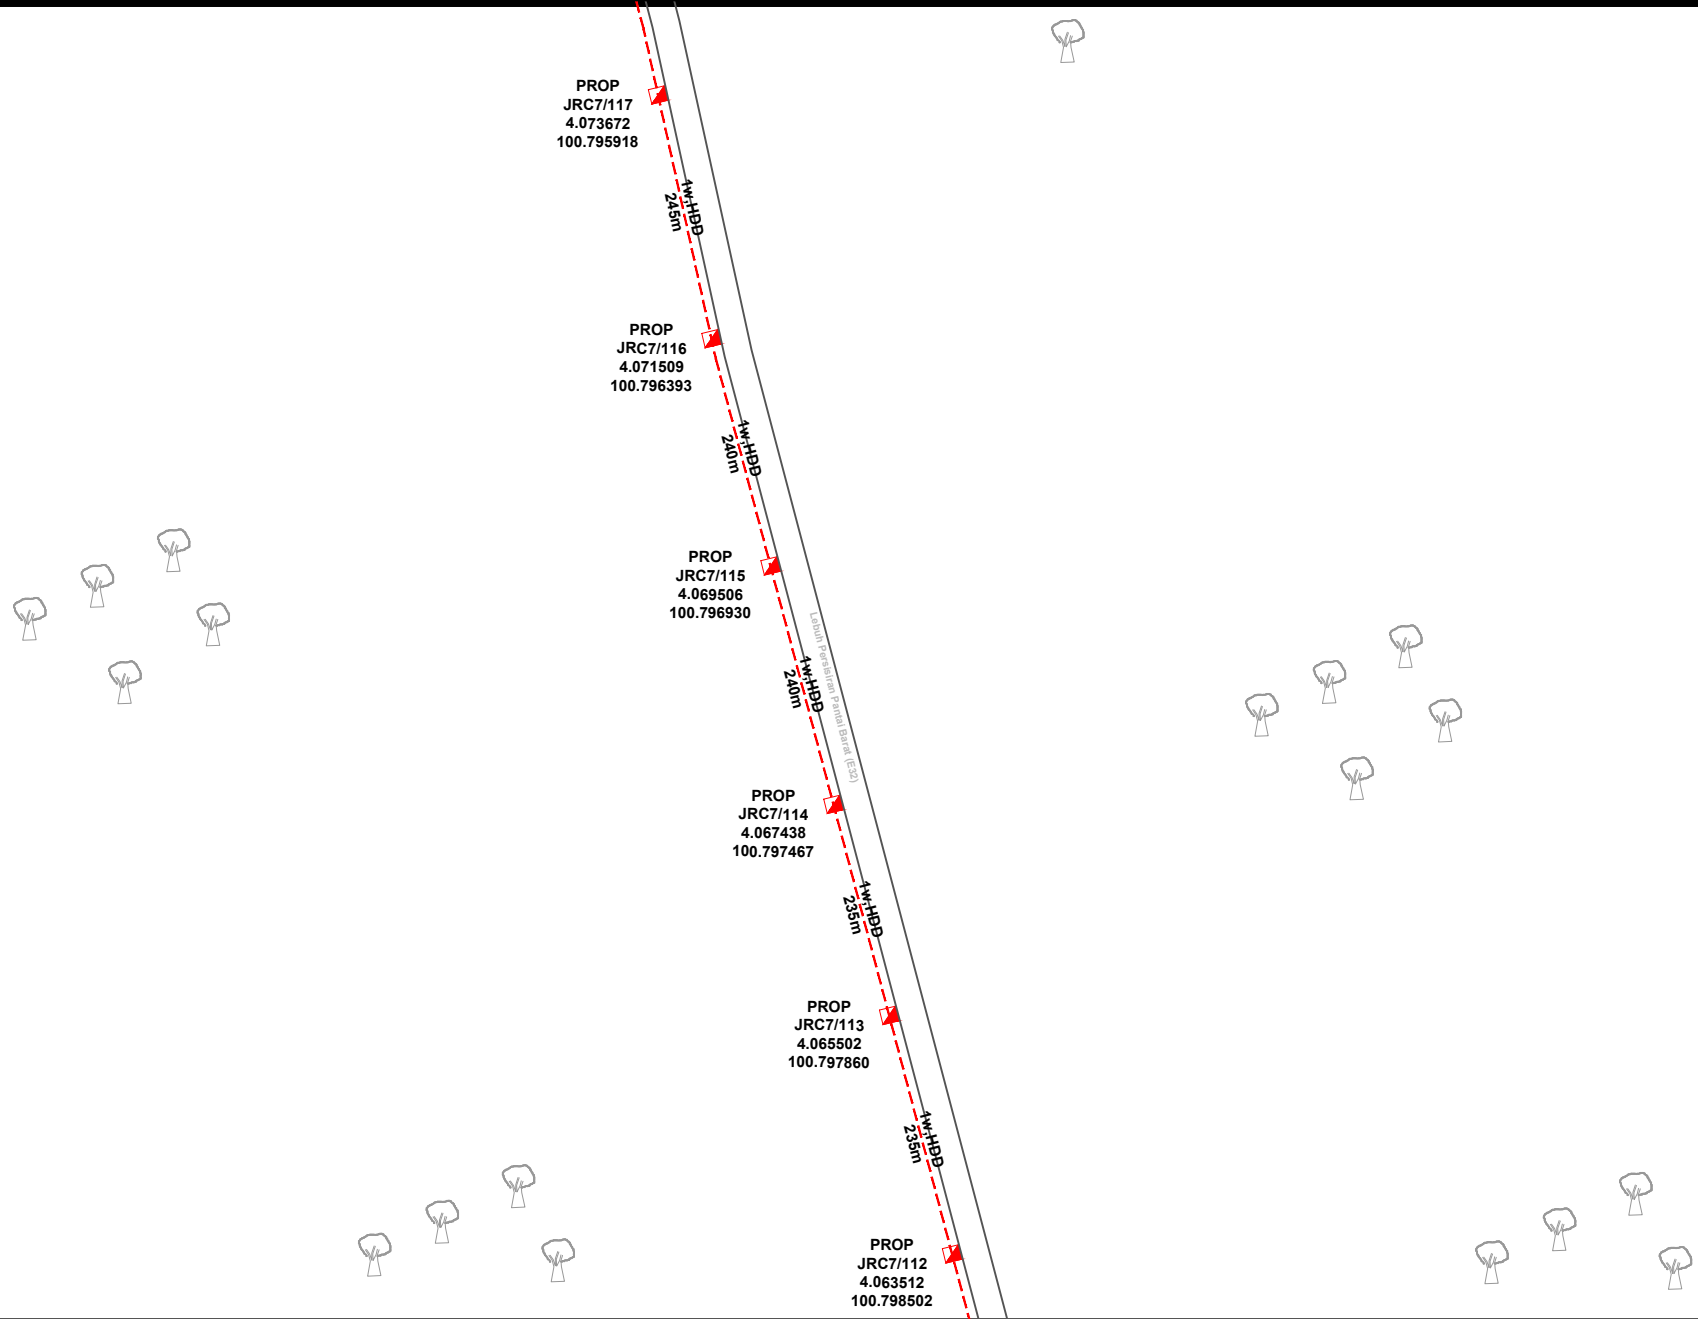 PROP
JRC7/117
4.073672
100.795918
1w,HDD
245m
PROP
JRC7/116
4.071509
100.796393
1w,HDD
240m
PROP
JRC7/115
4.069506
100.796930
Lebuh Persisiran Pantai Barat (E32)
1w,HDD
240m
PROP
JRC7/114
4.067438
100.797467
1w,HDD
235m
PROP
JRC7/113
4.065502
100.797860
1w,HDD
235m
PROP
JRC7/112
4.063512
100.798502